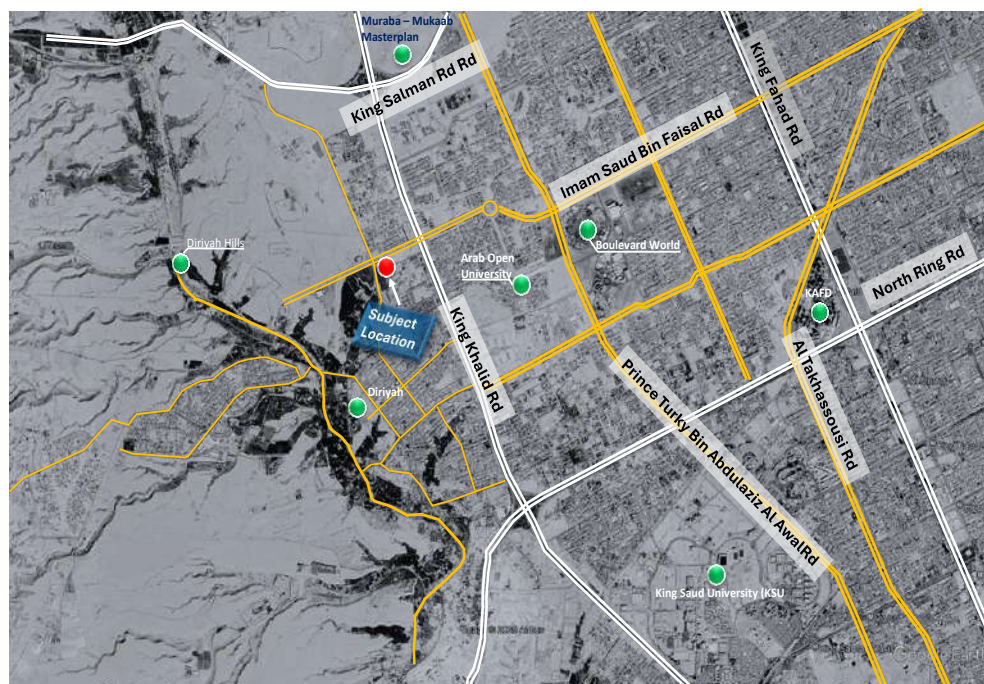 Muraba – Mukaab
Masterplan
King Salman Rd Rd
King Fahad Rd
Imam Saud Bin Faisal Rd
Diriyah Hills
Boulevard World
Arab Open
University
North Ring Rd
KAFD
Subject
Location
King Khalid Rd
Al Takhassousi Rd
Prince Turky Bin Abdulaziz Al AwalRd
Diriyah
King Saud University (KSU